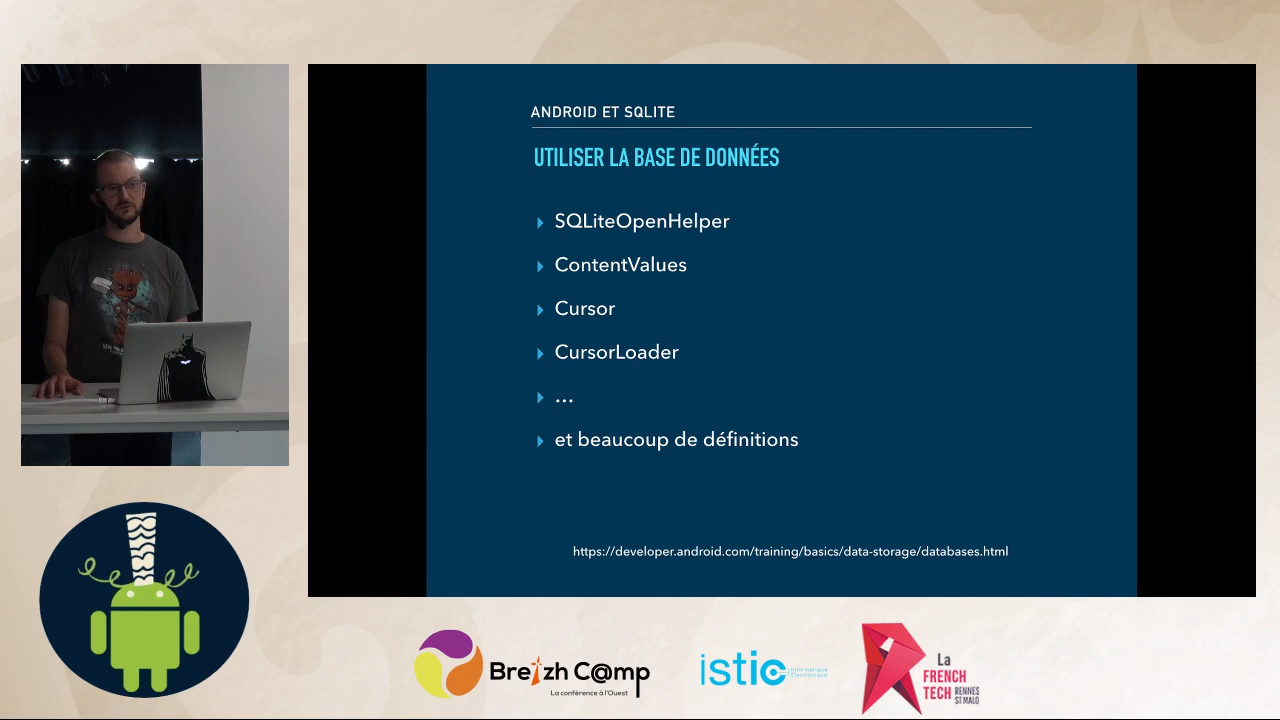 ANDROID ET SQLITE
UTILISER LA BASE DE DONNÉES
SQLiteOpenHelper
ContentValues
Cursor
CursorLoader
...
et beaucoup de définitions
https://developer.android.com/training/basics/data-storage/databases.html
Breizh C@mp
La conférence à l'Ouest
istic
Informatique
Électronique
La
FRENCH
TECH RENNES
ST MALO